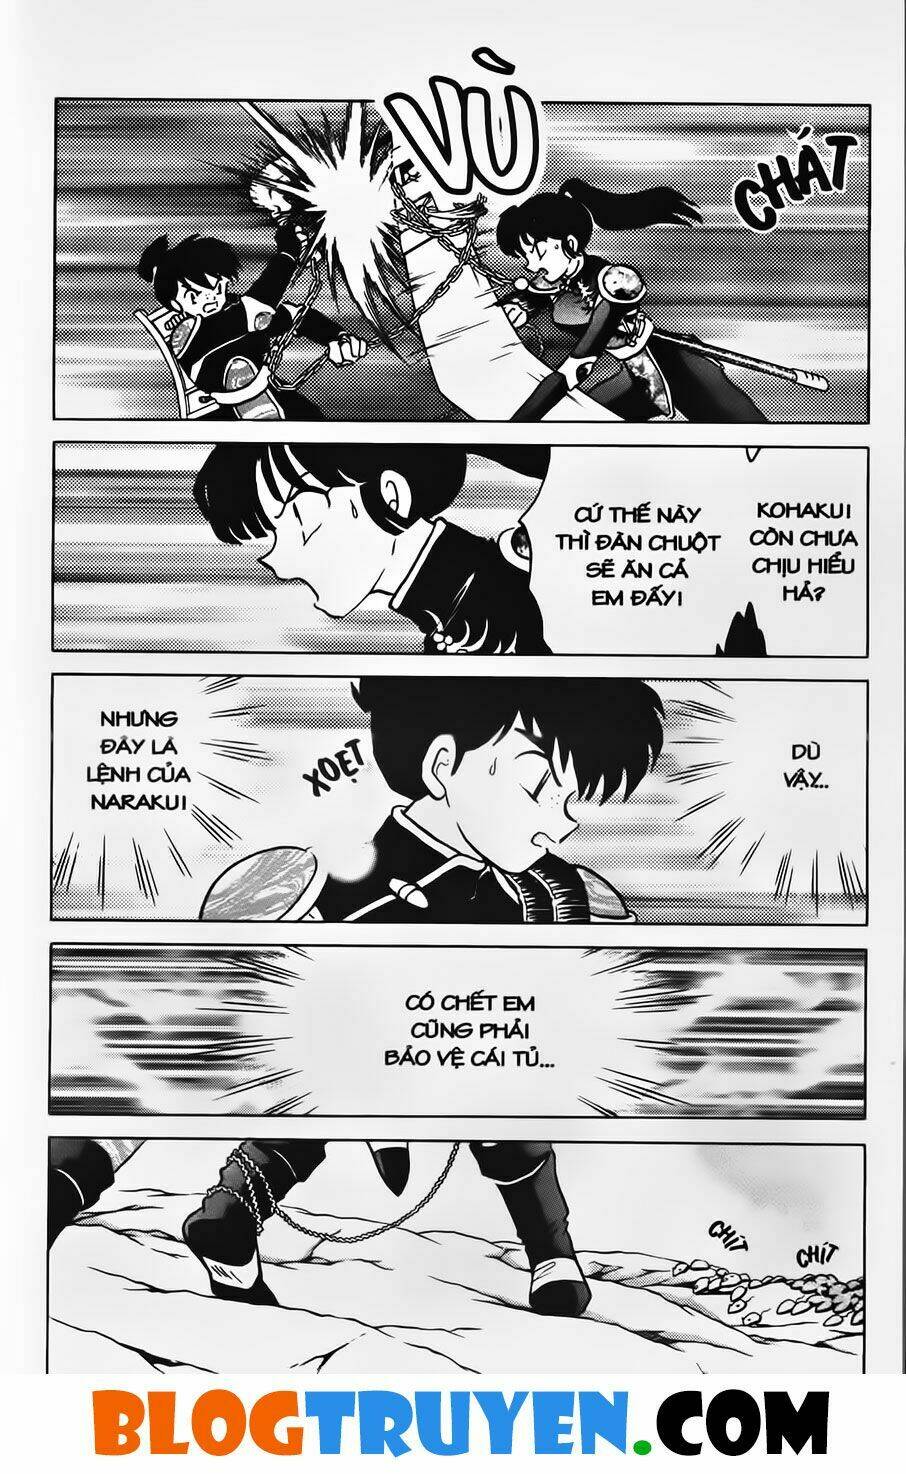 VÙ
CHÁT
KOHAKU!
CÒN CHƯA
CHỊU HIỂU
HẢ?
CỨ THẾ NÀY
THÌ ĐÀN CHUỘT
SẼ ĂN CẢ
EM ĐẤY!
DÙ
VẬY...
XOẸT
NHƯNG
ĐÂY LÀ
LỆNH CỦA
NARAKU!
CÓ CHẾT EM
CŨNG PHẢI
BẢO VỆ CÁI TỦ...
CHÍT
CHÍT
BLOGTRUYEN.COM